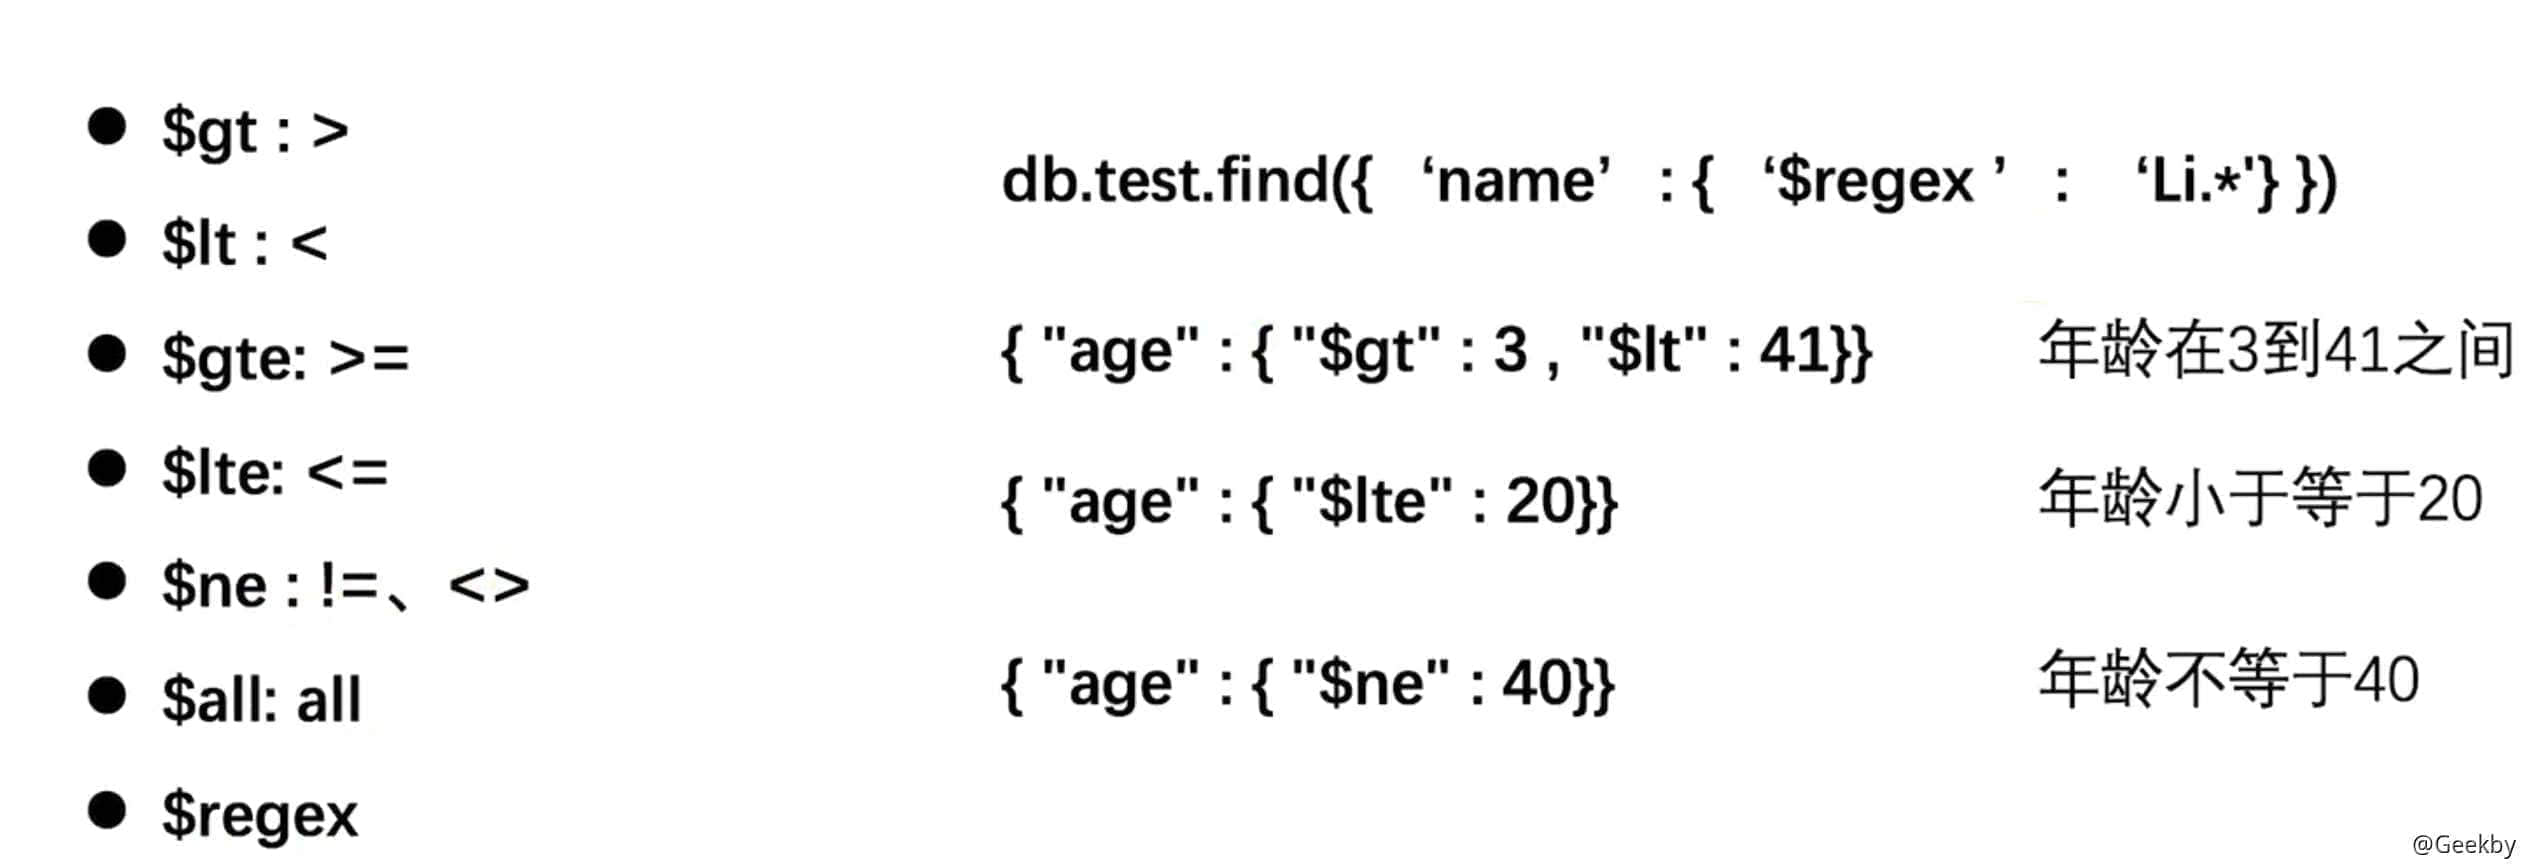 ● $gt : >
● $lt : <
● $gte: >=
● $lte: <=
● $ne : !=、 <>
● $all: all
● $regex
db.test.find({ ‘name’ : { ‘$regex ’ : ‘Li.*'} })
{ "age" : { "$gt" : 3 , "$lt" : 41}} 年龄在3到41之间
{ "age" : { "$lte" : 20}} 年龄小于等于20
{ "age" : { "$ne" : 40}} 年龄不等于40
@Geekby